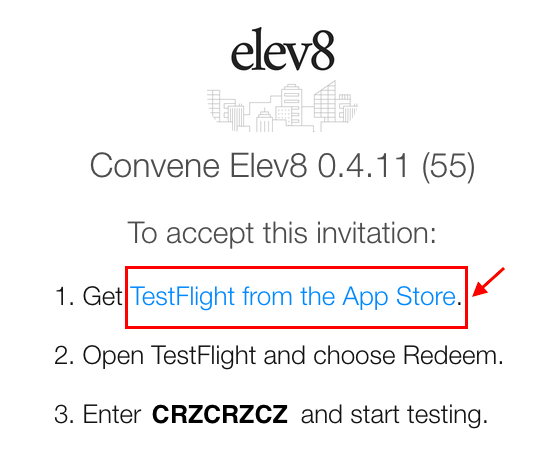 elev8
Convene Elev8 0.4.11 (55)
To accept this invitation:
1. Get TestFlight from the App Store.
2. Open TestFlight and choose Redeem.
3. Enter CRZCRZCZ and start testing.